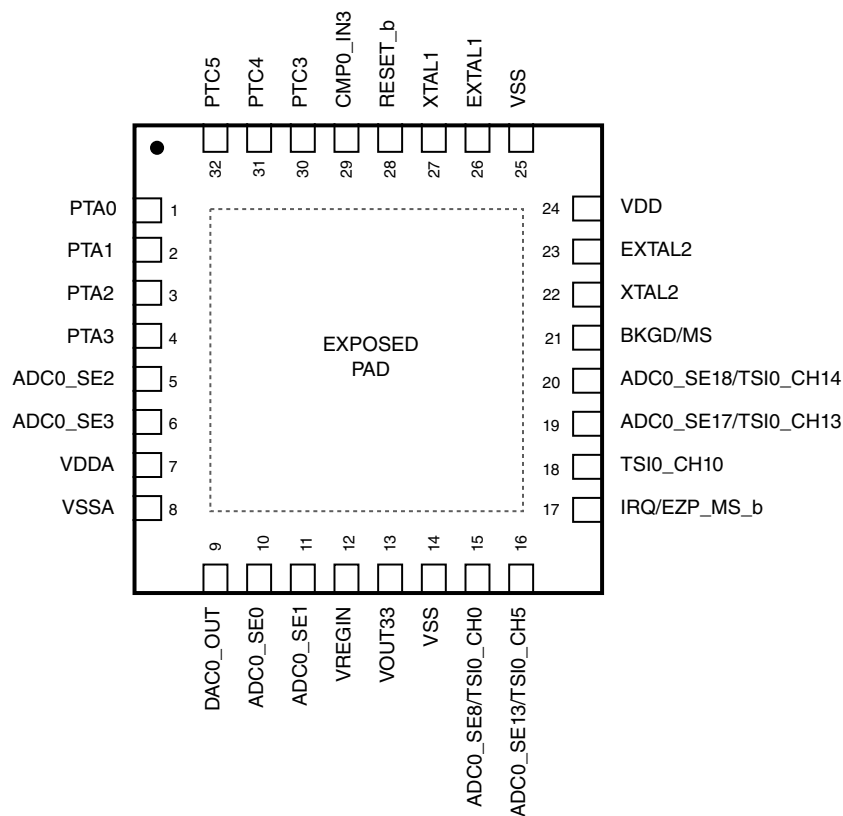 PTC5
PTC4
PTC3
CMP0_IN3
RESET_b
XTAL1
EXTAL1
VSS
32
31
30
29
28
27
26
25
PTA0 1
PTA1 2
PTA2 3
PTA3 4
ADC0_SE2 5
ADC0_SE3 6
VDDA 7
VSSA 8
EXPOSED
PAD
24 VDD
23 EXTAL2
22 XTAL2
21 BKGD/MS
20 ADC0_SE18/TSI0_CH14
19 ADC0_SE17/TSI0_CH13
18 TSI0_CH10
17 IRQ/EZP_MS_b
9
10
11
12
13
14
15
16
DAC0_OUT
ADC0_SE0
ADC0_SE1
VREGIN
VOUT33
VSS
ADC0_SE8/TSI0_CH0
ADC0_SE13/TSI0_CH5